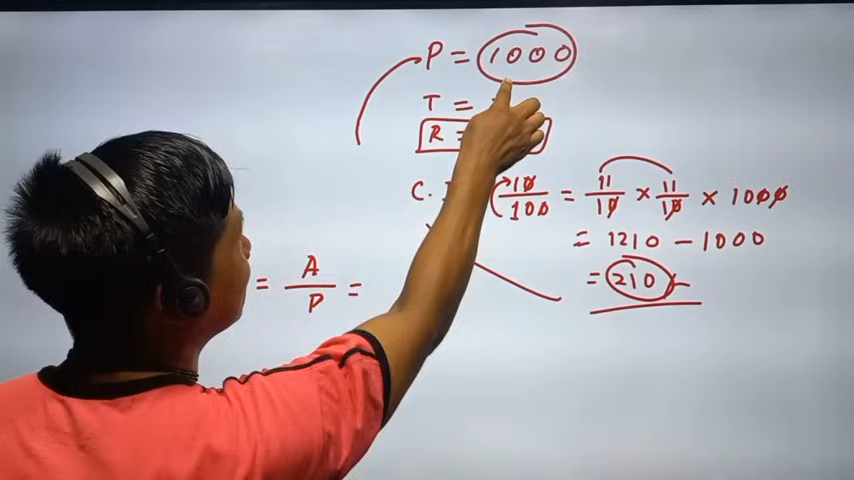 P = 1000
T =
R =
C. 10/100 = 11/10 × 11/10 × 1000
= 1210 - 1000
= 210
= A/P =